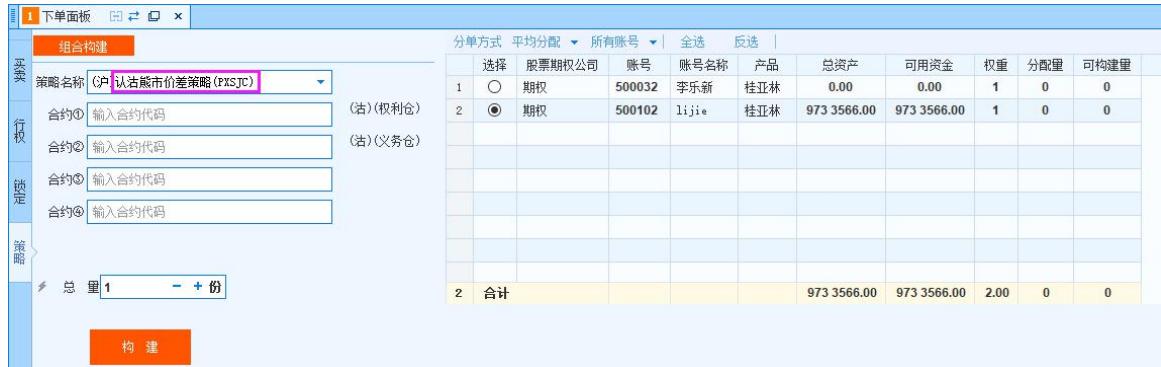 1 下单面板
组合构建
分单方式 平均分配 所有账号 全选 反选
买卖
行权
锁定
策略
策略名称 (沪)认沽熊市价差策略(PXSJC)
合约① 输入合约代码 (沽)(权利仓)
合约② 输入合约代码 (沽)(义务仓)
合约③ 输入合约代码
合约④ 输入合约代码
总 量 1 - + 份
构 建
选择 股票期权公司 账号 账号名称 产品 总资产 可用资金 权重 分配量 可构建量
1 期权 500032 李乐新 桂亚林 0.00 0.00 1 0 0
2 期权 500102 lijie 桂亚林 973 3566.00 973 3566.00 1 0 0
2 合计 973 3566.00 973 3566.00 2.00 0 0